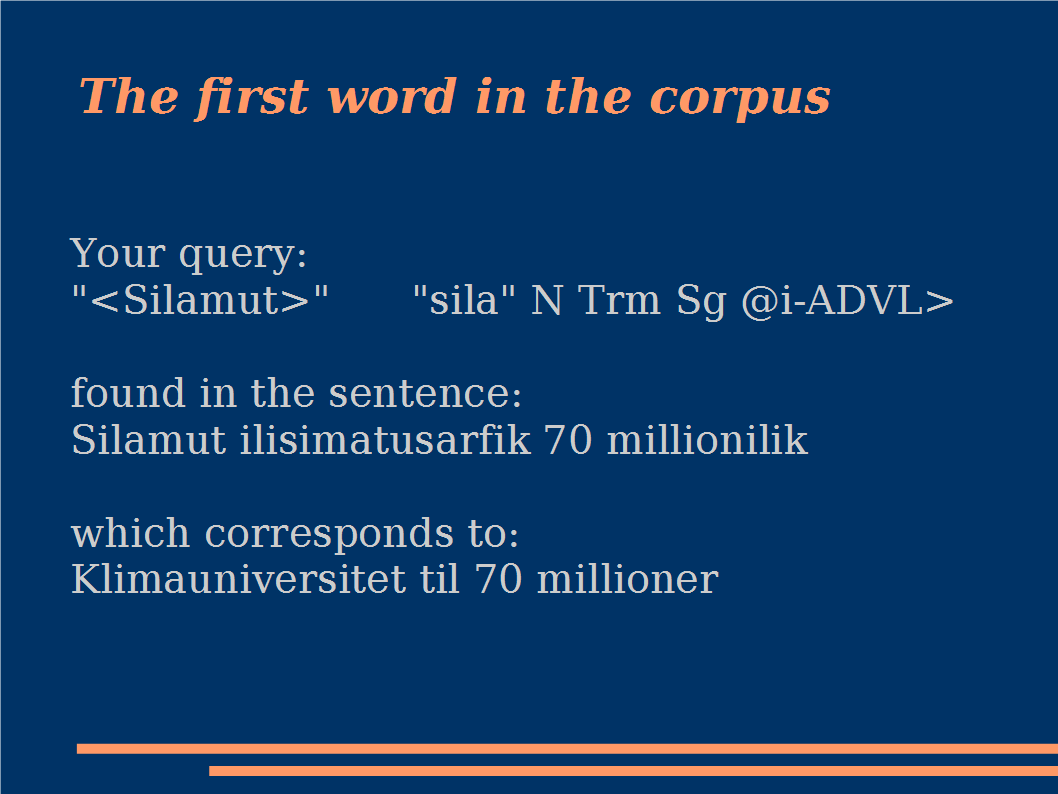 The first word in the corpus
Your query:
"<Silamut>" "sila" N Trm Sg @i-ADVL>
found in the sentence:
Silamut ilisimatusarfik 70 millionilik
which corresponds to:
Klimauniversitet til 70 millioner